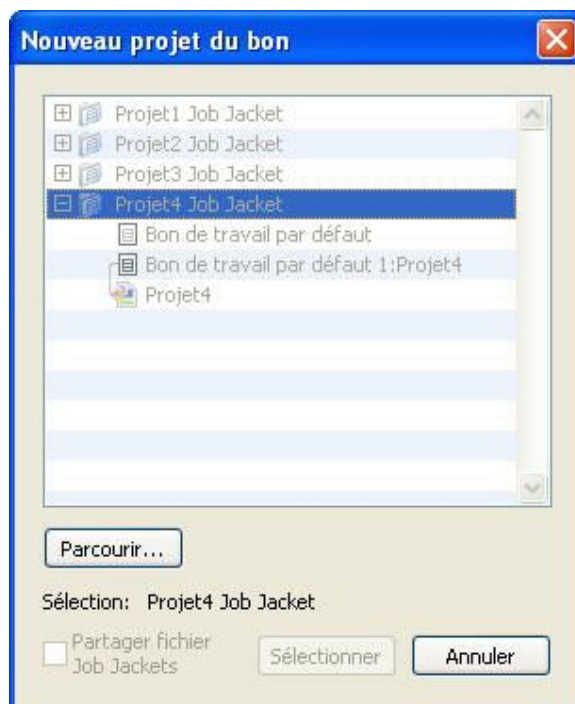 Nouveau projet du bon
Projet1 Job Jacket
Projet2 Job Jacket
Projet3 Job Jacket
Projet4 Job Jacket
Bon de travail par défaut
Bon de travail par défaut 1:Projet4
Projet4
Parcourir...
Sélection: Projet4 Job Jacket
Partager fichier
Job Jackets
Sélectionner
Annuler